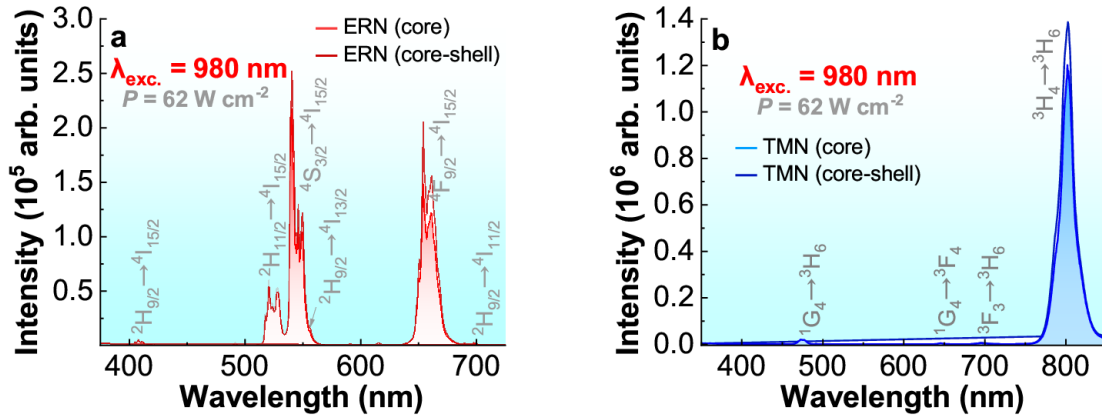 a
λexc. = 980 nm
P = 62 W cm-2
ERN (core)
ERN (core-shell)
2H9/2→4I15/2
2H11/2→4I15/2
4S3/2→4I15/2
2H9/2→4I13/2
4F9/2→4I15/2
2H9/2→4I11/2
Intensity (10^5 arb. units)
3.0
2.5
2.0
1.5
1.0
0.5
400 500 600 700
Wavelength (nm)
b
λexc. = 980 nm
P = 62 W cm-2
TMN (core)
TMN (core-shell)
1G4→3H6
1G4→3F4
3F3→3H6
3H4→3H6
Intensity (10^6 arb. units)
1.4
1.2
1.0
0.8
0.6
0.4
0.2
0.0
400 500 600 700 800
Wavelength (nm)